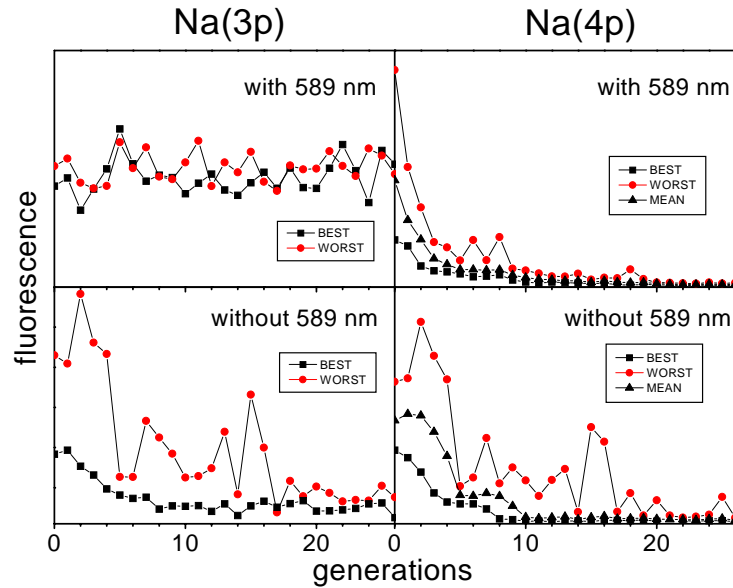 Na(3p)
Na(4p)
with 589 nm
BEST
WORST
with 589 nm
BEST
WORST
MEAN
fluorescence
without 589 nm
BEST
WORST
without 589 nm
BEST
WORST
MEAN
0 10 20 0 10 20
generations